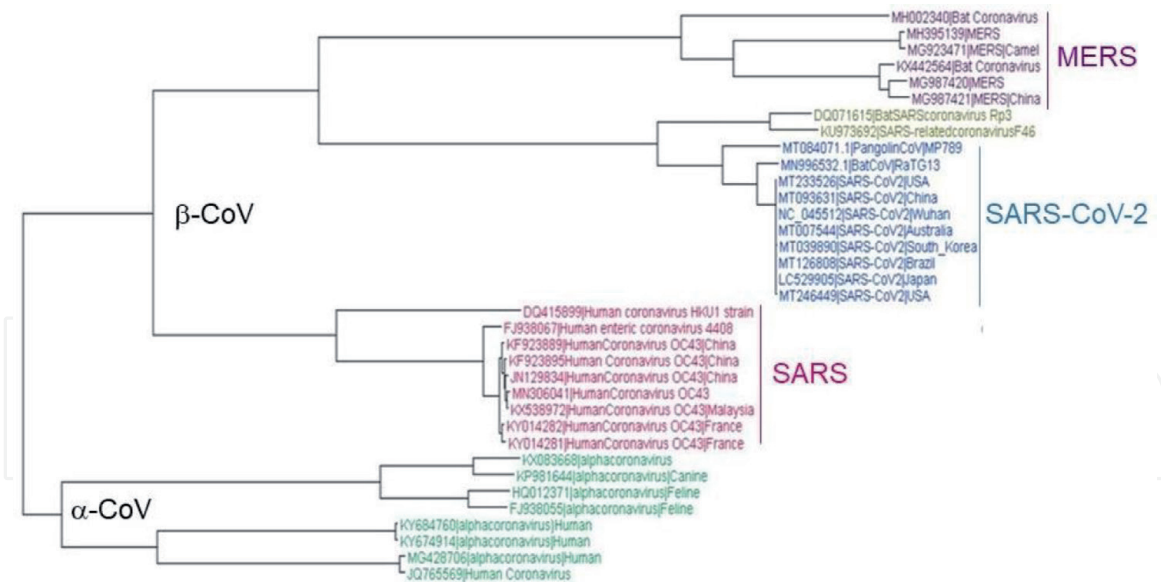 MH002340|Bat Coronavirus
MH395139|MERS
MG923471|MERS|Camel
KX442564|Bat Coronavirus
MG987420|MERS
MG987421|MERS|China
MERS
DQ071615|BatSARScoronavirus Rp3
KU973692|SARS-relatedcoronavirusF46
MT084071.1|PangolinCoV|MP789
MN996532.1|BatCoV|RaTG13
MT233526|SARS-CoV2|USA
MT093631|SARS-CoV2|China
NC_045512|SARS-CoV2|Wuhan
MT007544|SARS-CoV2|Australia
MT039890|SARS-CoV2|South_Korea
MT126808|SARS-CoV2|Brazil
LC529905|SARS-CoV2|Japan
MT246449|SARS-CoV2|USA
SARS-CoV-2
β-CoV
DQ415899|Human coronavirus HKU1 strain
FJ938067|Human enteric coronavirus 4408
KF923889|HumanCoronavirus OC43|China
KF923895Human Coronavirus OC43|China
JN129834|HumanCoronavirus OC43|China
MN306041|HumanCoronavirus OC43
KX538972|HumanCoronavirus OC43|Malaysia
KY014282|HumanCoronavirus OC43|France
KY014281|HumanCoronavirus OC43|France
SARS
KX083668|alphacoronavirus
KP981644|alphacoronavirus|Canine
HQ012371|alphacoronavirus|Feline
FJ938055|alphacoronavirus|Feline
α-CoV
KY684760|alphacoronavirus|Human
KY674914|alphacoronavirus|Human
MG428706|alphacoronavirus|Human
JQ765569|Human Coronavirus